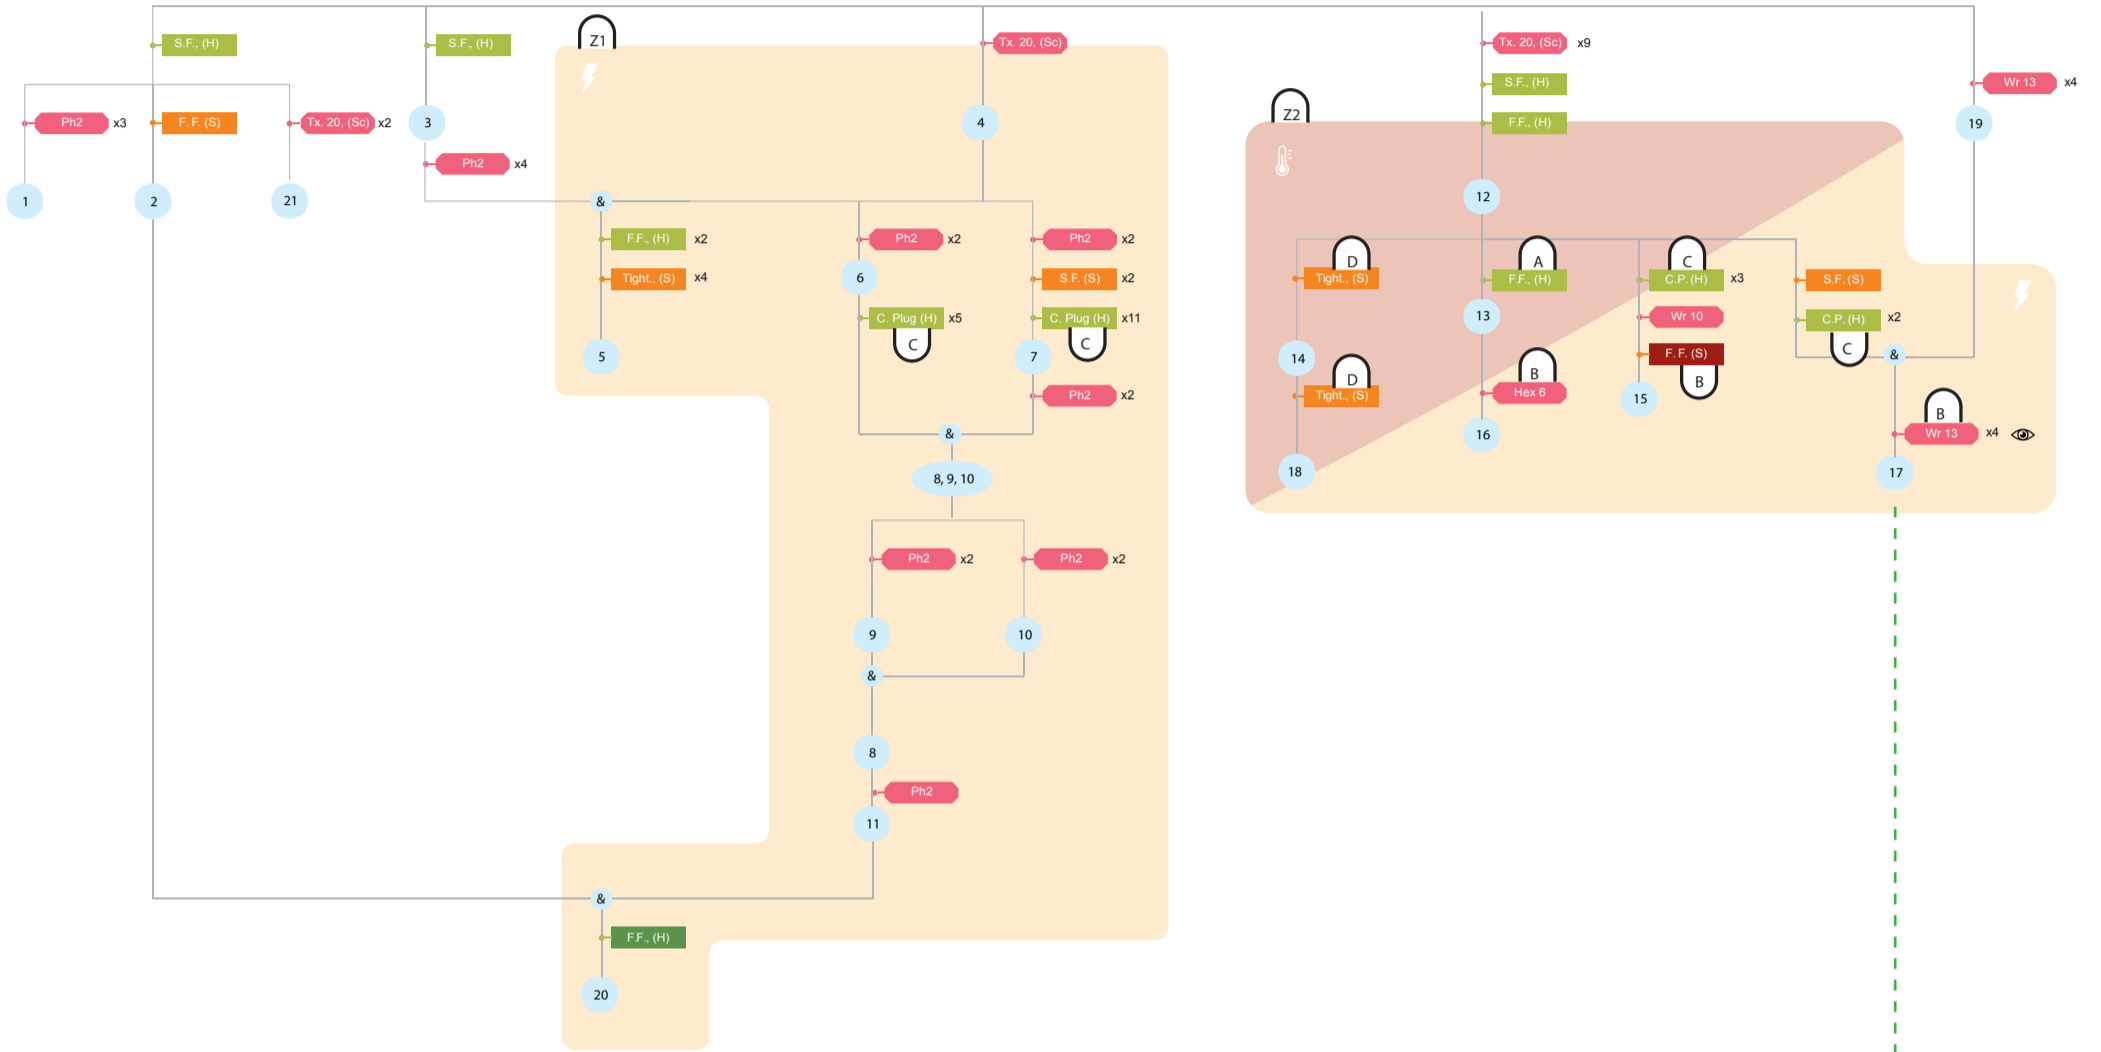 Z1
S.F., (H)
S.F., (H)
Tx. 20, (Sc)
Tx. 20, (Sc) x9
S.F., (H)
Wr 13 x4
Z2
Ph2 x3
F. F. (S)
Tx. 20, (Sc) x2
3
4
F.F., (H)
19
Ph2 x4
1
2
21
&
12
F.F., (H) x2
Ph2 x2
Ph2 x2
D
A
C
Tight., (S) x4
6
S.F. (S) x2
Tight., (S)
F.F., (H)
C.P. (H) x3
S.F. (S)
C. Plug (H) x5
C. Plug (H) x11
13
Wr 10
C.P. (H) x2
C
C
C
5
7
14
F. F. (S)
&
D
B
B
Ph2 x2
Tight., (S)
Hex 6
15
B
&
16
Wr 13 x4
8, 9, 10
18
17
Ph2 x2
Ph2 x2
9
10
&
8
Ph2
11
&
F.F., (H)
20